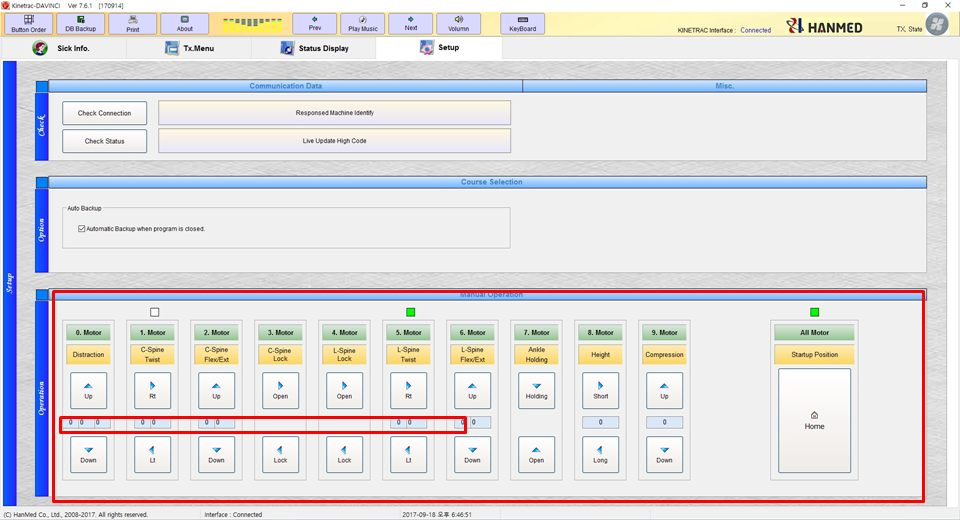 Kinetrac-DAVINCI Ver 7.6.1 [170914]
Button Order
DB Backup
Print
About
Prev
Play Music
Next
Volumn
KeyBoard
KINETRAC Interface : Connected
HANMED
TX, State
Sick Info.
Tx.Menu
Status Display
Setup
Setup
Check
Communication Data
Misc.
Check Connection
Responsed Machine Identify
Check Status
Live Update High Code
Option
Course Selection
Auto Backup
Automatic Backup when program is closed.
Operation
Manual Operation
0. Motor
1. Motor
2. Motor
3. Motor
4. Motor
5. Motor
6. Motor
7. Motor
8. Motor
9. Motor
All Motor
Distraction
C-Spine
Twist
C-Spine
Flex/Ext
C-Spine
Lock
L-Spine
Lock
L-Spine
Twist
L-Spine
Flex/Ext
Ankle
Holding
Height
Compression
Startup Position
Up
Rt
Up
Open
Open
Rt
Up
Holding
Short
Up
0 0 0
0 0
0 0
0 0
0 0
0
0
Home
Down
Lf
Down
Lock
Lock
Lf
Down
Open
Long
Down
(C) HanMed Co., Ltd, 2008-2017. All rights reserved.
Interface : Connected
2017-09-18 오후 6:46:51